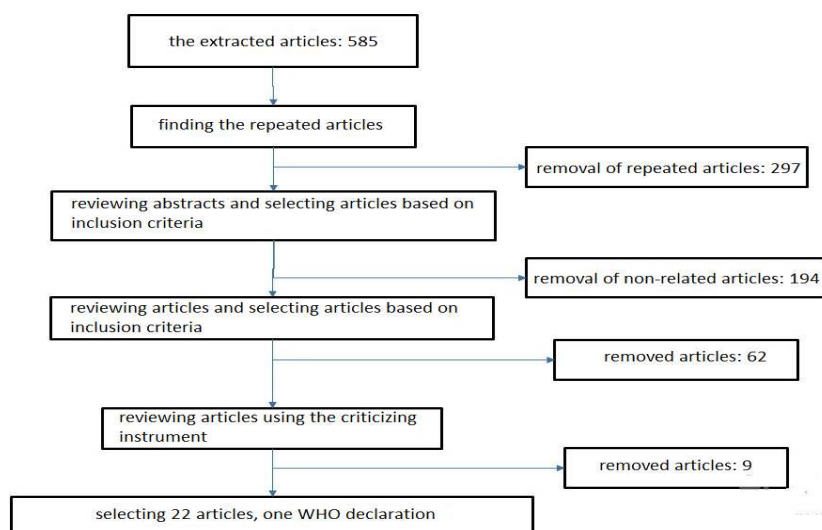 the extracted articles: 585
finding the repeated articles
removal of repeated articles: 297
reviewing abstracts and selecting articles based on
inclusion criteria
removal of non-related articles: 194
reviewing articles and selecting articles based on
inclusion criteria
removed articles: 62
reviewing articles using the criticizing
instrument
removed articles: 9
selecting 22 articles, one WHO declaration